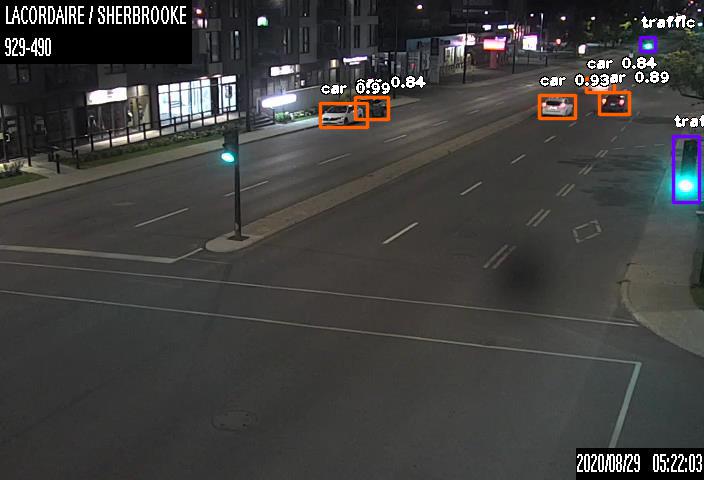 LACORDAIRE / SHERBROOKE
929-490
traffic
car 0.84
car 0.93
car 0.89
car 0.99
0.84
traf
2020/08/29 05:22:03